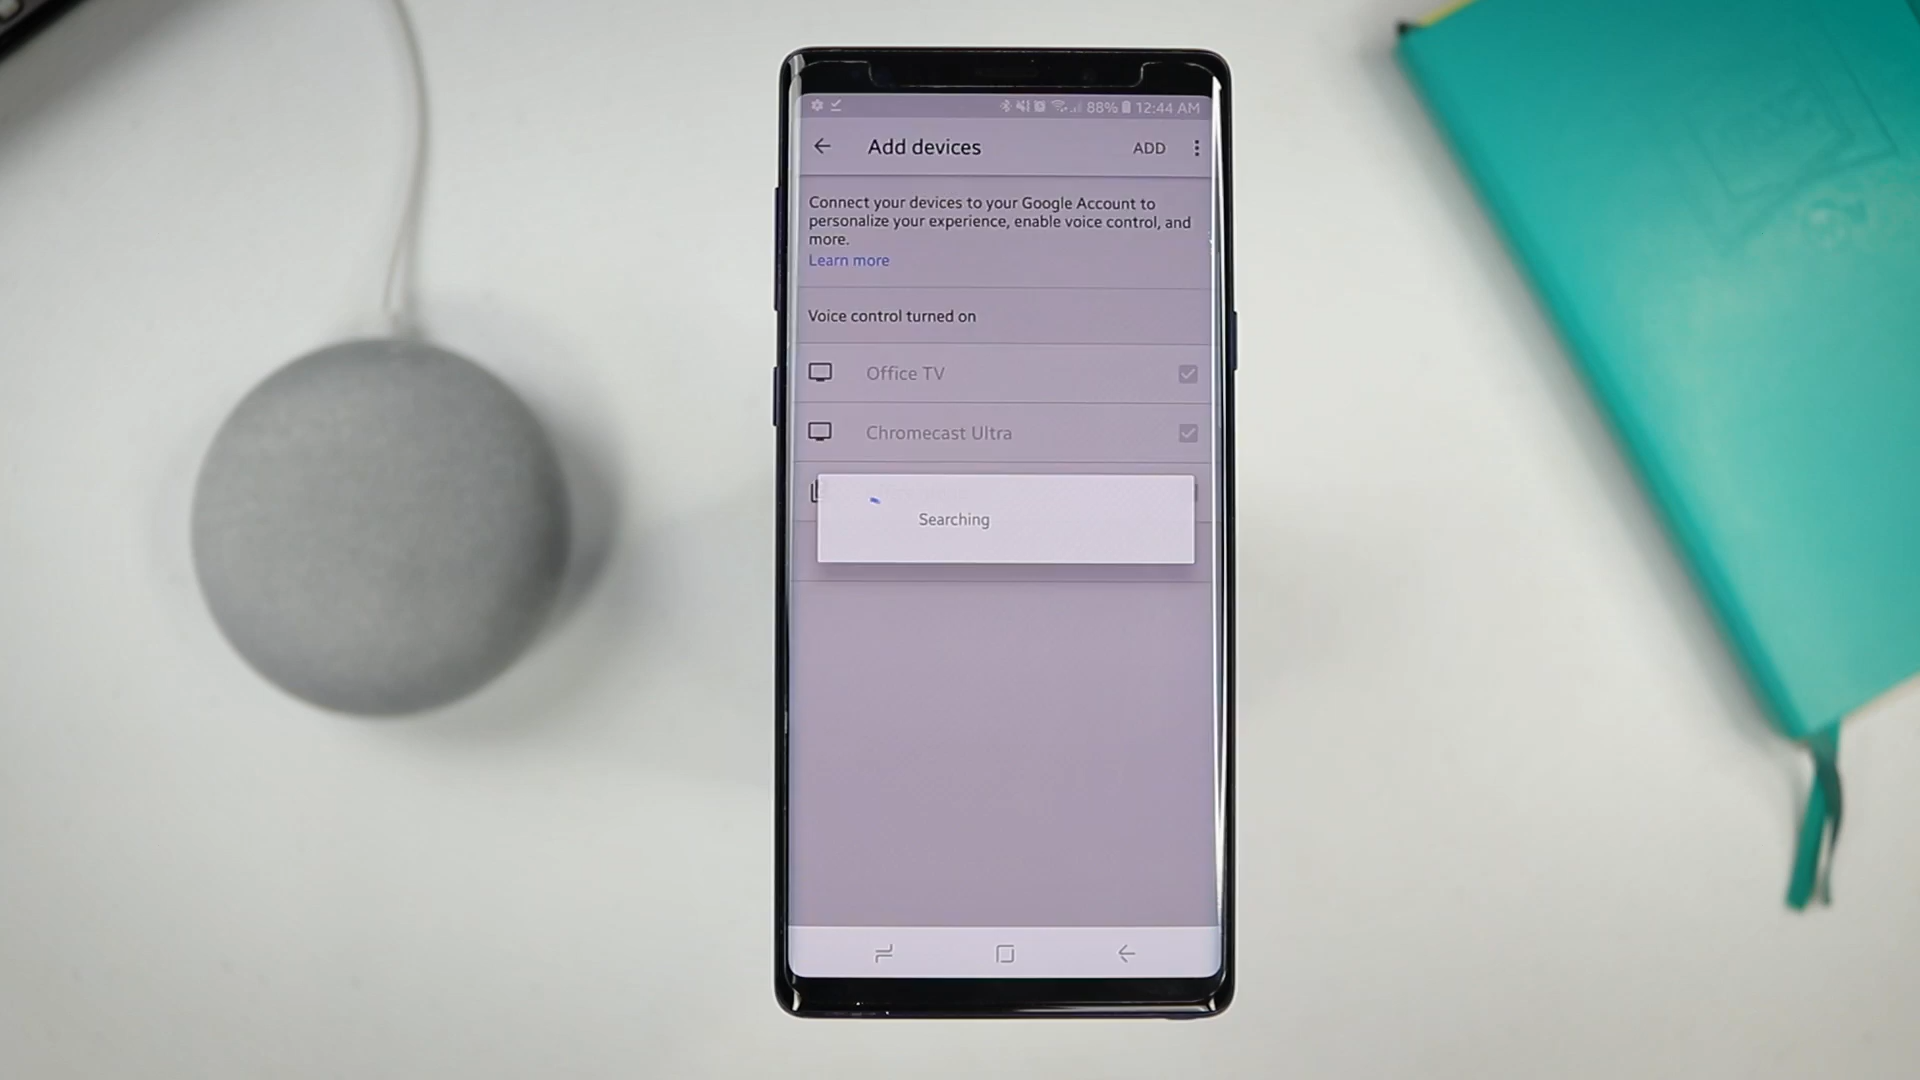 88% 12:44 AM
Add devices ADD
Connect your devices to your Google Account to
personalize your experience, enable voice control, and
more.
Learn more
Voice control turned on
Office TV
Chromecast Ultra
Searching